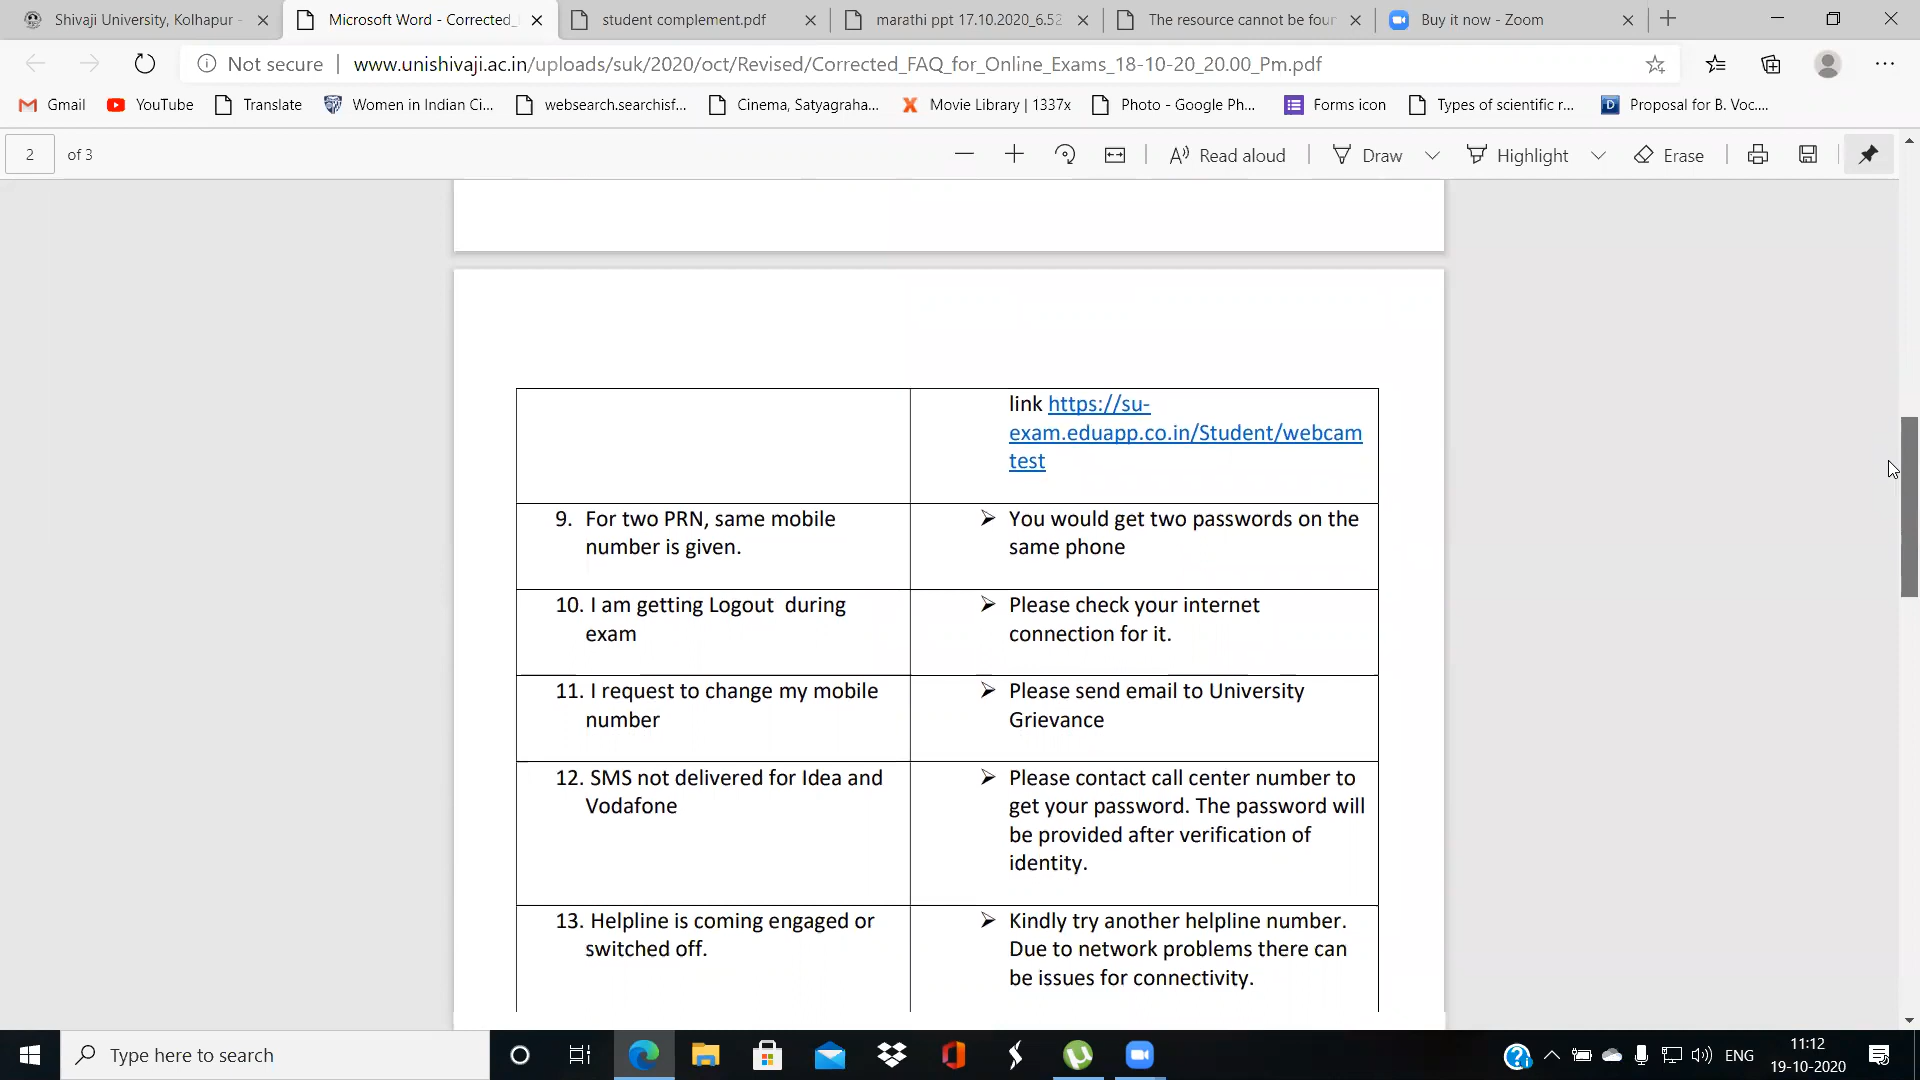 Shivaji University, Kolhapur -
Microsoft Word - Corrected_
student complement.pdf
marathi ppt 17.10.2020_6.52
The resource cannot be foun
Buy it now - Zoom
Not secure
www.unishivaji.ac.in/uploads/suk/2020/oct/Revised/Corrected_FAQ_for_Online_Exams_18-10-20_20.00_Pm.pdf
Gmail
YouTube
Translate
Women in Indian Ci...
websearch.searchisf...
Cinema, Satyagraha...
Movie Library | 1337x
Photo - Google Ph...
Forms icon
Types of scientific r...
Proposal for B. Voc....
2 of 3
Read aloud
Draw
Highlight
Erase
link https://su-
exam.eduapp.co.in/Student/webcam
test
9. For two PRN, same mobile
number is given.
➢ You would get two passwords on the
same phone
10. I am getting Logout during
exam
➢ Please check your internet
connection for it.
11. I request to change my mobile
number
➢ Please send email to University
Grievance
12. SMS not delivered for Idea and
Vodafone
➢ Please contact call center number to
get your password. The password will
be provided after verification of
identity.
13. Helpline is coming engaged or
switched off.
➢ Kindly try another helpline number.
Due to network problems there can
be issues for connectivity.
Type here to search
ENG
11:12
19-10-2020